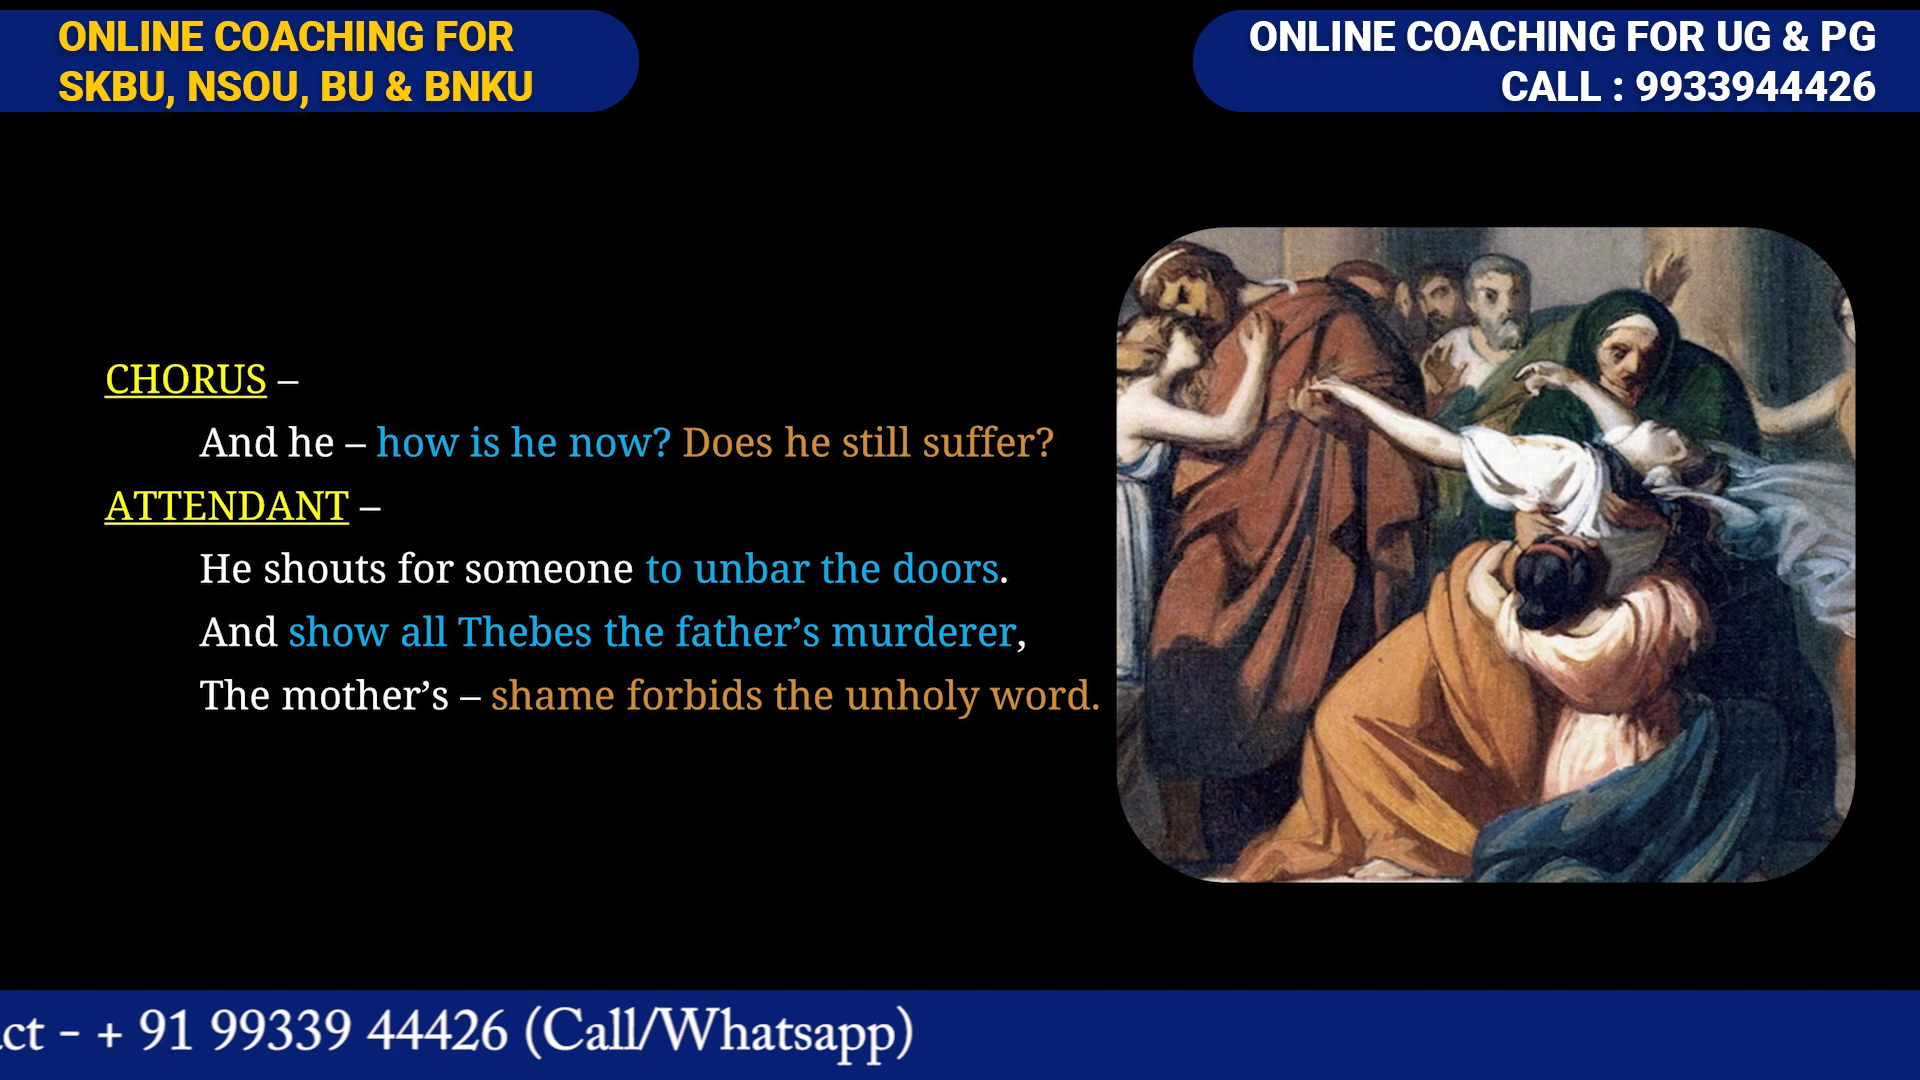 ONLINE COACHING FOR
SKBU, NSOU, BU & BNKU
ONLINE COACHING FOR UG & PG
CALL : 9933944426
CHORUS –
And he – how is he now? Does he still suffer?
ATTENDANT –
He shouts for someone to unbar the doors.
And show all Thebes the father’s murderer,
The mother’s – shame forbids the unholy word.
- + 91 99339 44426 (Call/Whatsapp)